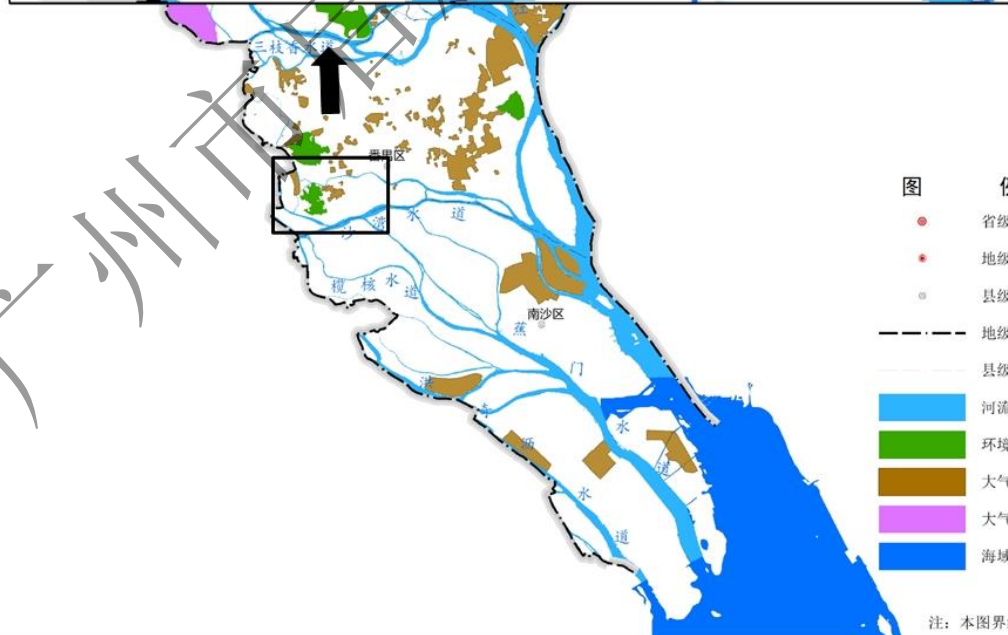 三枝香水道
番禺区
沙湾水道
榄核水道
南沙区
蕉门水道
洪奇沥水道
图
省级
地级
县级
地级
县级
河流
环境
大气
大气
海域
注：本图界
广州市